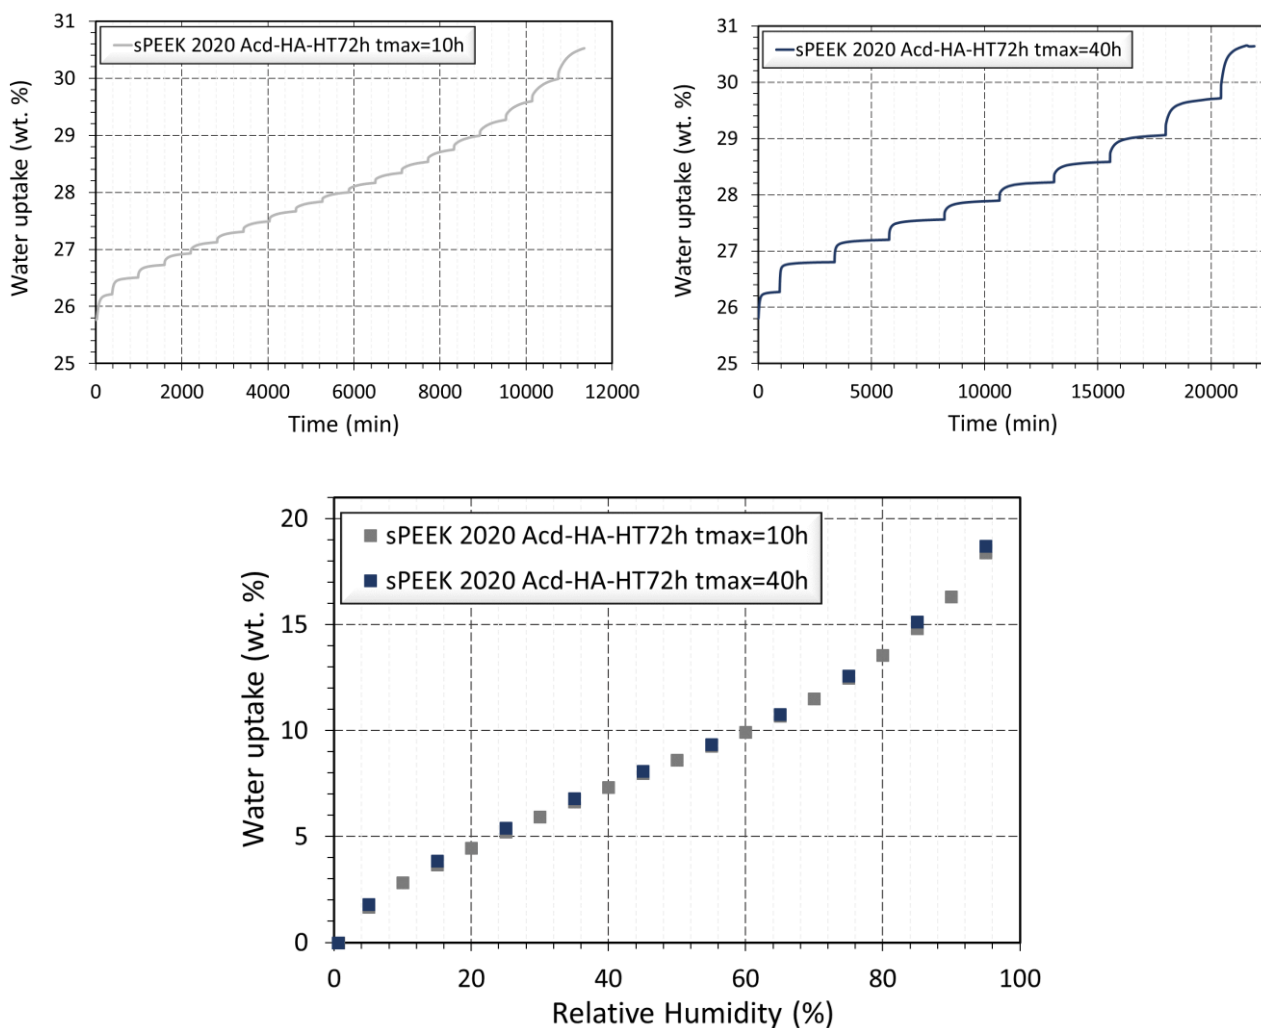 sPEEK 2020 Acd-HA-HT72h tmax=10h
Water uptake (wt. %)
31
30
29
28
27
26
25
0 2000 4000 6000 8000 10000 12000
Time (min)
sPEEK 2020 Acd-HA-HT72h tmax=40h
Water uptake (wt. %)
31
30
29
28
27
26
25
0 5000 10000 15000 20000
Time (min)
sPEEK 2020 Acd-HA-HT72h tmax=10h
sPEEK 2020 Acd-HA-HT72h tmax=40h
Water uptake (wt. %)
20
15
10
5
0
0 20 40 60 80 100
Relative Humidity (%)